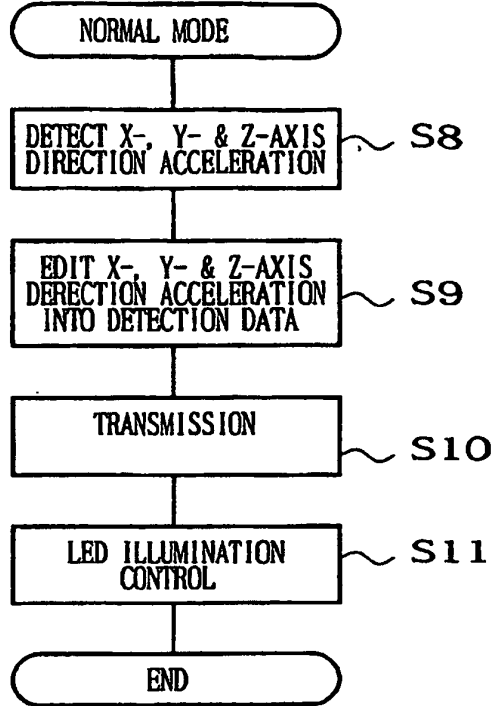 NORMAL MODE
DETECT X-, Y- & Z-AXIS
DIRECTION ACCELERATION
S8
EDIT X-, Y- & Z-AXIS
DERECTION ACCELERATION
INTO DETECTION DATA
S9
TRANSMISSION
S10
LED ILLUMINATION
CONTROL
S11
END